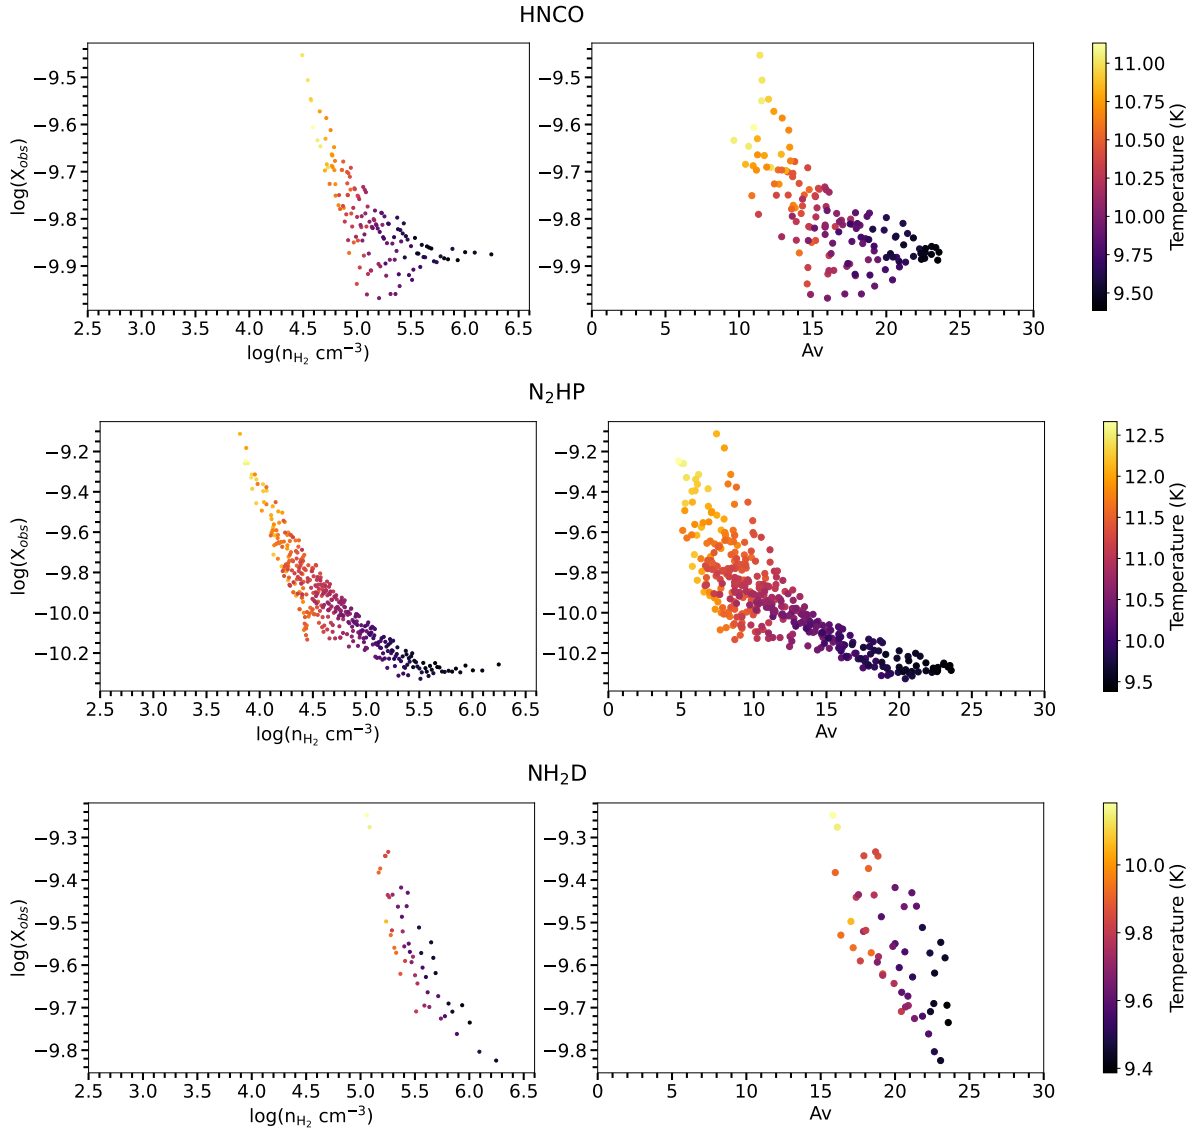 HNCO
−9.5
−9.6
−9.7
−9.8
−9.9
log(X_obs)
2.5 3.0 3.5 4.0 4.5 5.0 5.5 6.0 6.5
log(n_H₂ cm⁻³)
−9.5
−9.6
−9.7
−9.8
−9.9
0 5 10 15 20 25 30
Av
11.00
10.75
10.50
10.25
10.00
9.75
9.50
Temperature (K)
N₂HP
−9.2
−9.4
−9.6
−9.8
−10.0
−10.2
log(X_obs)
2.5 3.0 3.5 4.0 4.5 5.0 5.5 6.0 6.5
log(n_H₂ cm⁻³)
−9.2
−9.4
−9.6
−9.8
−10.0
−10.2
0 5 10 15 20 25 30
Av
12.5
12.0
11.5
11.0
10.5
10.0
9.5
Temperature (K)
NH₂D
−9.3
−9.4
−9.5
−9.6
−9.7
−9.8
log(X_obs)
2.5 3.0 3.5 4.0 4.5 5.0 5.5 6.0 6.5
log(n_H₂ cm⁻³)
−9.3
−9.4
−9.5
−9.6
−9.7
−9.8
0 5 10 15 20 25 30
Av
10.0
9.8
9.6
9.4
Temperature (K)